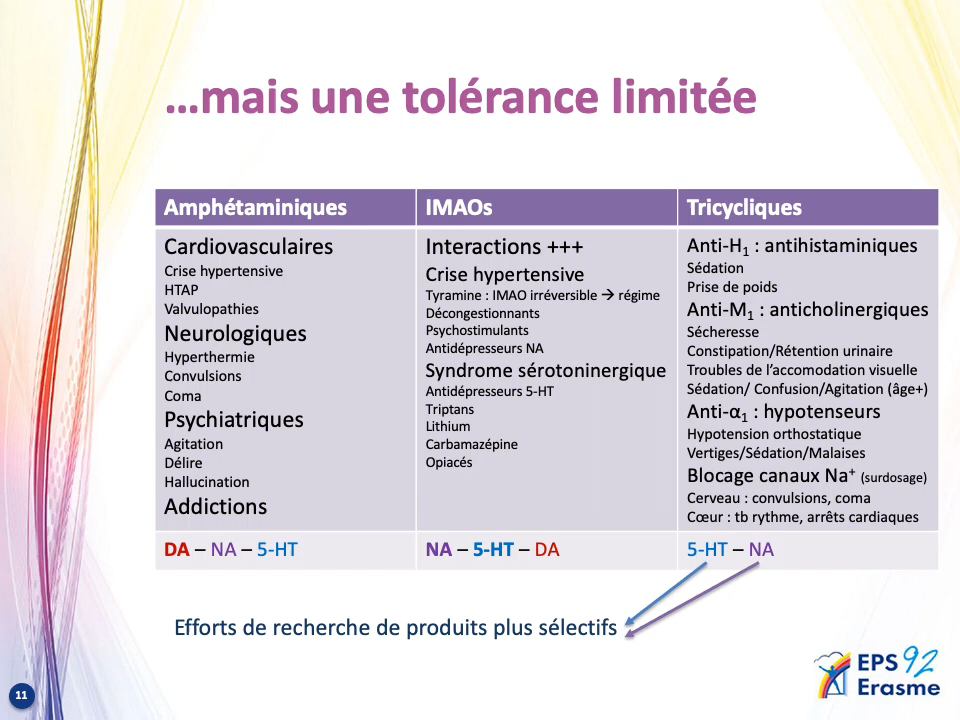 …mais une tolérance limitée
Amphétaminiques
Cardiovasculaires
Crise hypertensive
HTAP
Valvulopathies
Neurologiques
Hyperthermie
Convulsions
Coma
Psychiatriques
Agitation
Délire
Hallucination
Addictions
DA – NA – 5-HT
IMAOs
Interactions +++
Crise hypertensive
Tyramine : IMAO irréversible → régime
Décongestionnants
Psychostimulants
Antidépresseurs NA
Syndrome sérotoninergique
Antidépresseurs 5-HT
Triptans
Lithium
Carbamazépine
Opiacés
NA – 5-HT – DA
Tricycliques
Anti-H₁ : antihistaminiques
Sédation
Prise de poids
Anti-M₁ : anticholinergiques
Sécheresse
Constipation/Rétention urinaire
Troubles de l’accomodation visuelle
Sédation/ Confusion/Agitation (âge+)
Anti-α₁ : hypotenseurs
Hypotension orthostatique
Vertiges/Sédation/Malaises
Blocage canaux Na⁺ (surdosage)
Cerveau : convulsions, coma
Cœur : tb rythme, arrêts cardiaques
5-HT – NA
Efforts de recherche de produits plus sélectifs
11
EPS 92
Erasme